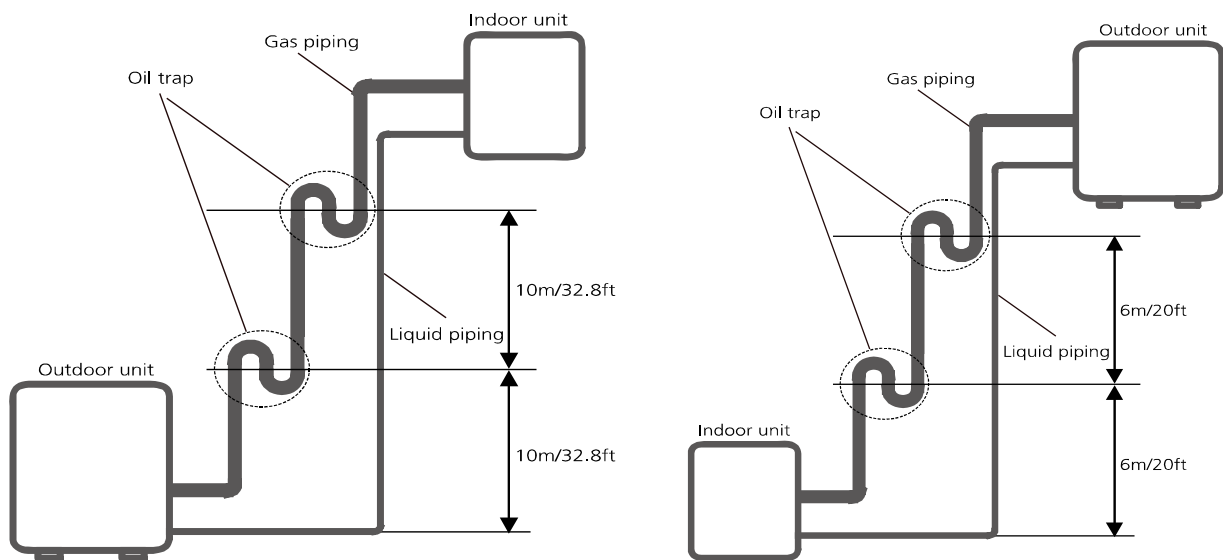 Indoor unit
Gas piping
Oil trap
10m/32.8ft
Liquid piping
Outdoor unit
10m/32.8ft
Outdoor unit
Gas piping
Oil trap
6m/20ft
Liquid piping
Indoor unit
6m/20ft